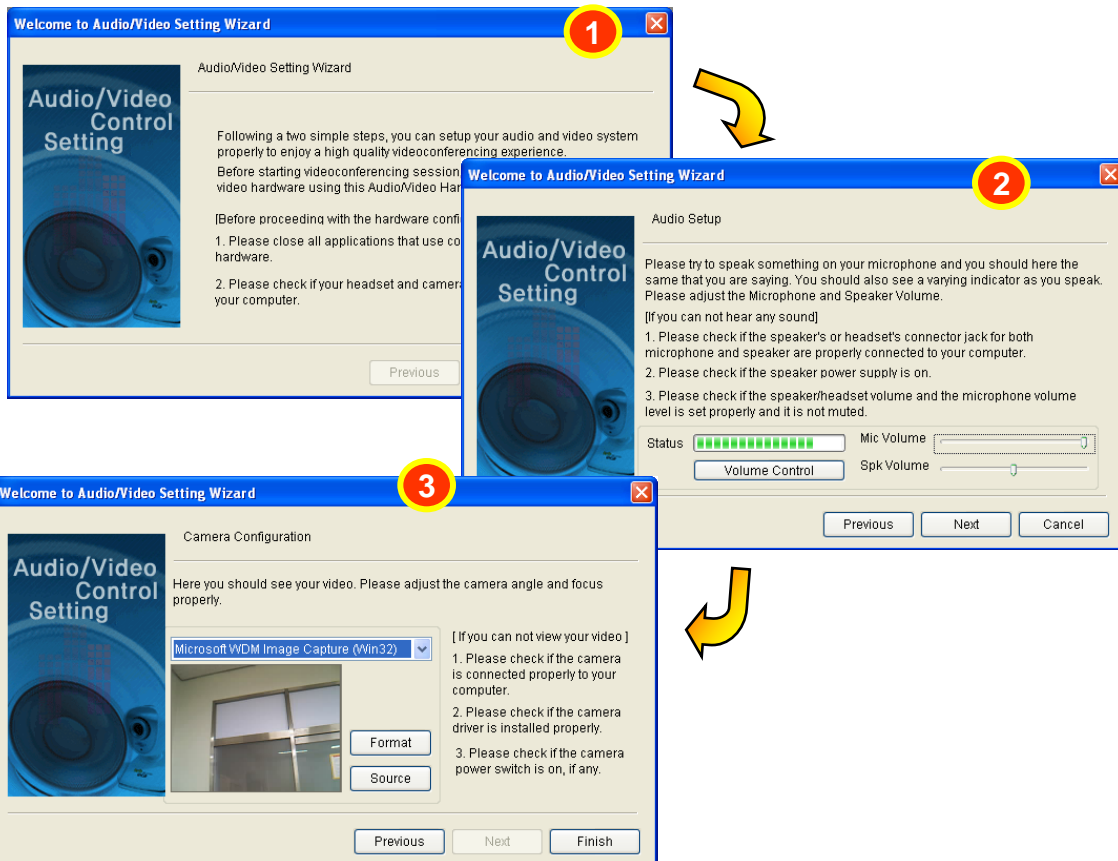 Welcome to Audio/Video Setting Wizard
1
Audio/Video
Control
Setting
Audio/Video Setting Wizard
Following a two simple steps, you can setup your audio and video system
properly to enjoy a high quality videoconferencing experience.
Before starting videoconferencing session,
video hardware using this Audio/Video Har
[Before proceeding with the hardware confi
1. Please close all applications that use co
hardware.
2. Please check if your headset and camera
your computer.
Previous
Welcome to Audio/Video Setting Wizard
2
Audio/Video
Control
Setting
Audio Setup
Please try to speak something on your microphone and you should here the
same that you are saying. You should also see a varying indicator as you speak.
Please adjust the Microphone and Speaker Volume.
[If you can not hear any sound]
1. Please check if the speaker's or headset's connector jack for both
microphone and speaker are properly connected to your computer.
2. Please check if the speaker power supply is on.
3. Please check if the speaker/headset volume and the microphone volume
level is set properly and it is not muted.
Status
Mic Volume
Volume Control
Spk Volume
Previous
Next
Cancel
Welcome to Audio/Video Setting Wizard
3
Audio/Video
Control
Setting
Camera Configuration
Here you should see your video. Please adjust the camera angle and focus
properly.
Microsoft WDM Image Capture (Win32)
Format
Source
[ If you can not view your video ]
1. Please check if the camera
is connected properly to your
computer.
2. Please check if the camera
driver is installed properly.
3. Please check if the camera
power switch is on, if any.
Previous
Next
Finish